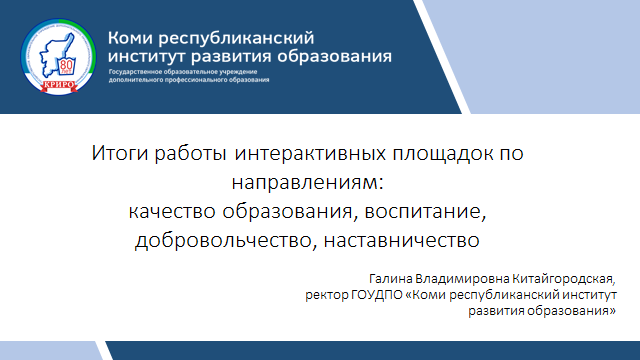 Коми республиканский
институт развития образования
Государственное образовательное учреждение
дополнительного профессионального образования
80
ЛЕТ
КРИРО
Итоги работы интерактивных площадок по
направлениям:
качество образования, воспитание,
добровольчество, наставничество
Галина Владимировна Китайгородская,
ректор ГОУДПО «Коми республиканский институт
развития образования»